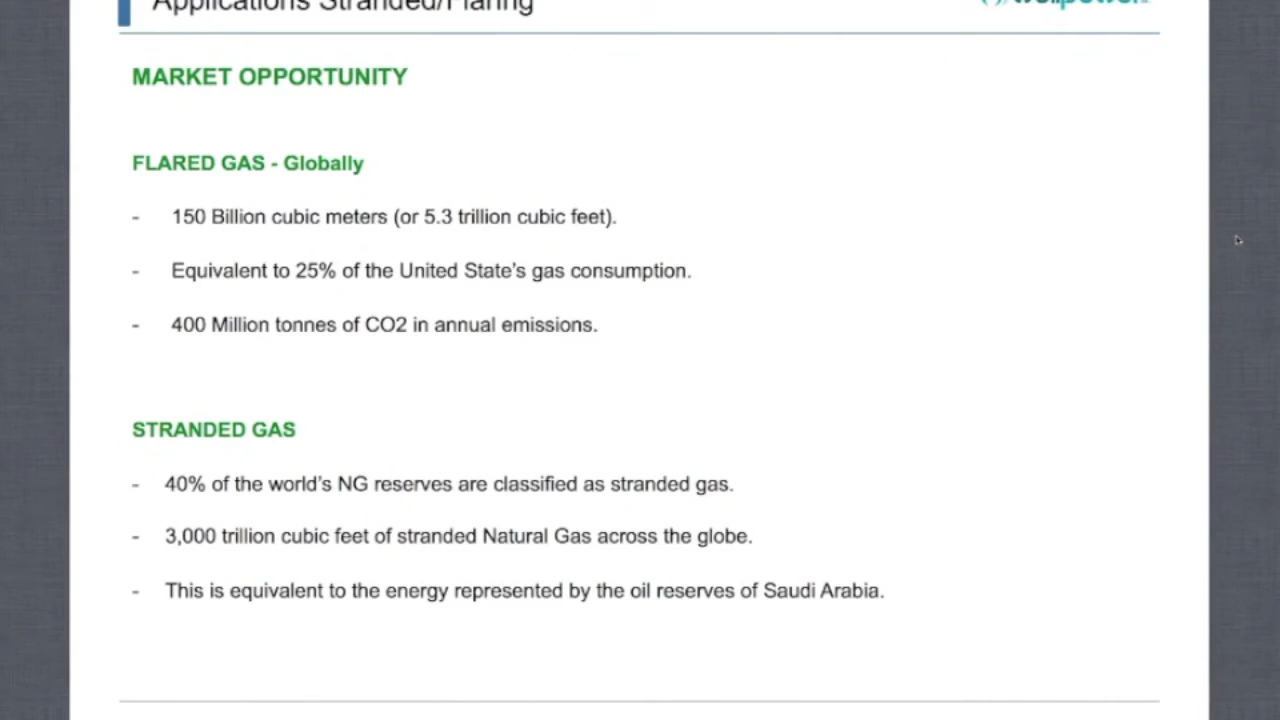 Applications Stranded/Flaring
MARKET OPPORTUNITY
FLARED GAS - Globally
- 150 Billion cubic meters (or 5.3 trillion cubic feet).
- Equivalent to 25% of the United State's gas consumption.
- 400 Million tonnes of CO2 in annual emissions.
STRANDED GAS
- 40% of the world's NG reserves are classified as stranded gas.
- 3,000 trillion cubic feet of stranded Natural Gas across the globe.
- This is equivalent to the energy represented by the oil reserves of Saudi Arabia.